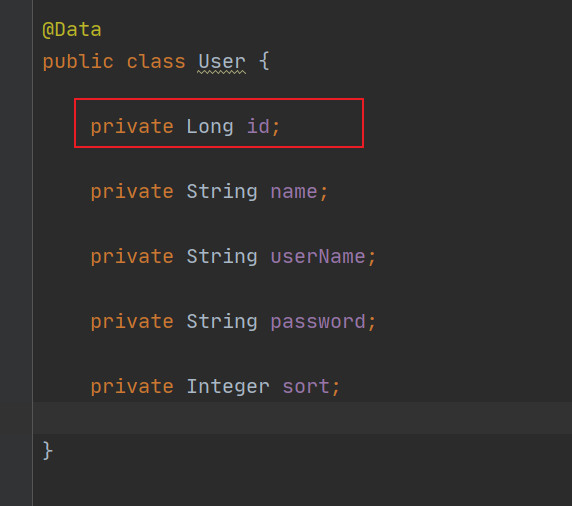 @Data
public class User {
private Long id;
private String name;
private String userName;
private String password;
private Integer sort;
}